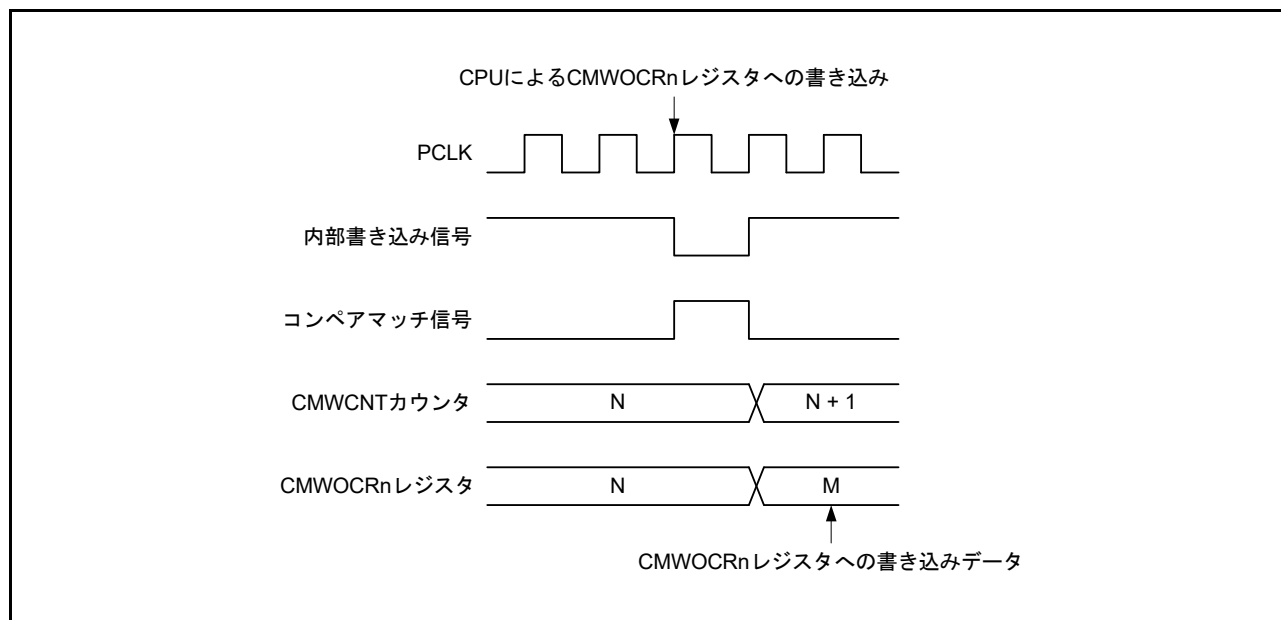 CPUによるCMWOCRnレジスタへの書き込み
PCLK
内部書き込み信号
コンペアマッチ信号
CMWCNTカウンタ
N
N + 1
CMWOCRnレジスタ
N
M
CMWOCRnレジスタへの書き込みデータ